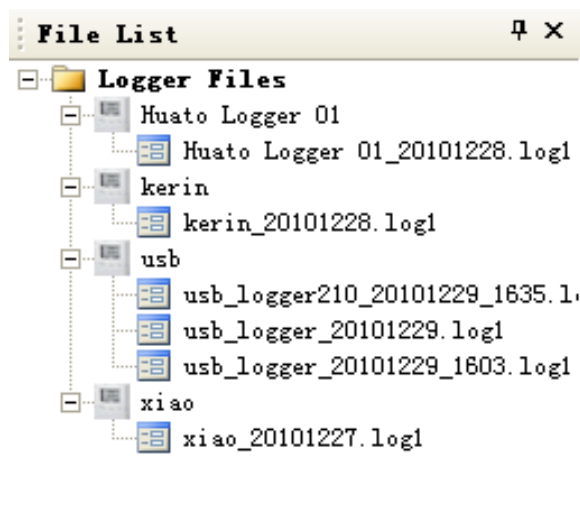 File List
Logger Files
Huato Logger 01
Huato Logger 01_20101228.log1
kerin
kerin_20101228.log1
usb
usb_logger210_20101229_1635.l
usb_logger_20101229.log1
usb_logger_20101229_1603.log1
xiao
xiao_20101227.log1